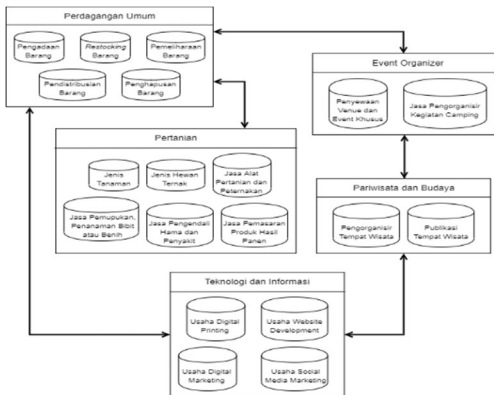 Perdagangan Umum
Pengadaan
Barang
Restocking
Barang
Pemeliharaan
Barang
Pendistribusian
Barang
Penghapusan
Barang
Event Organizer
Penyewaan
Venue dan
Event Khusus
Jasa Pengorganisir
Kegiatan Camping
Pertanian
Jenis
Tanaman
Jenis Hewan
Ternak
Jasa Alat
Pertanian dan
Peternakan
Jasa Pemupukan,
Penanaman Bibit
atau Benih
Jasa Pengendali
Hama dan
Penyakit
Jasa Pemasaran
Produk Hasil
Panen
Pariwisata dan Budaya
Pengorganisir
Tempat Wisata
Publikasi
Tempat Wisata
Teknologi dan Informasi
Usaha Digital
Printing
Usaha Website
Development
Usaha Digital
Marketing
Usaha Social
Media Marketing